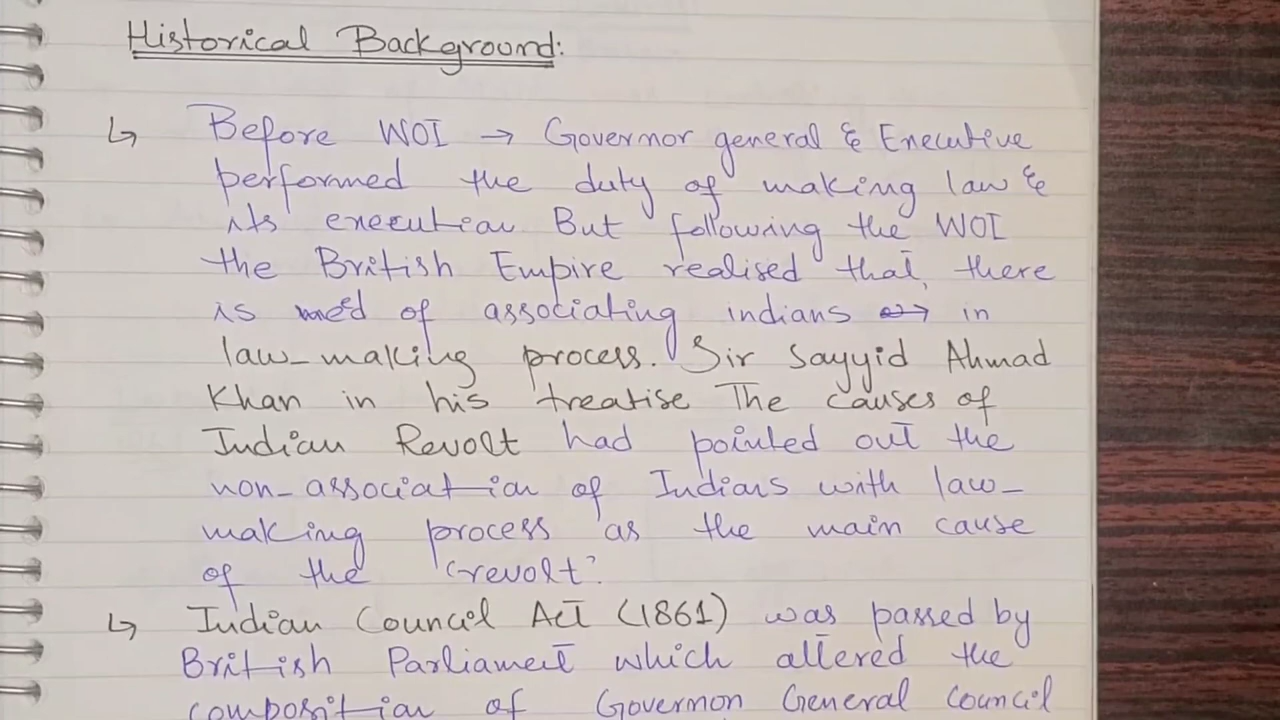 Historical Background:
↳ Before WOI → Governor general & Executive
performed the duty of making law &
its execution But following the WOI
the British Empire realised that, there
is need of associating indians in
law-making process. Sir Sayyid Ahmad
Khan in his treatise The causes of
Indian Revolt had pointed out the
non-association of Indians with law-
making process as the main cause
of the 'revolt'.
↳ Indian Council Act (1861) was passed by
British Parliament which altered the
composition of Governor General Council